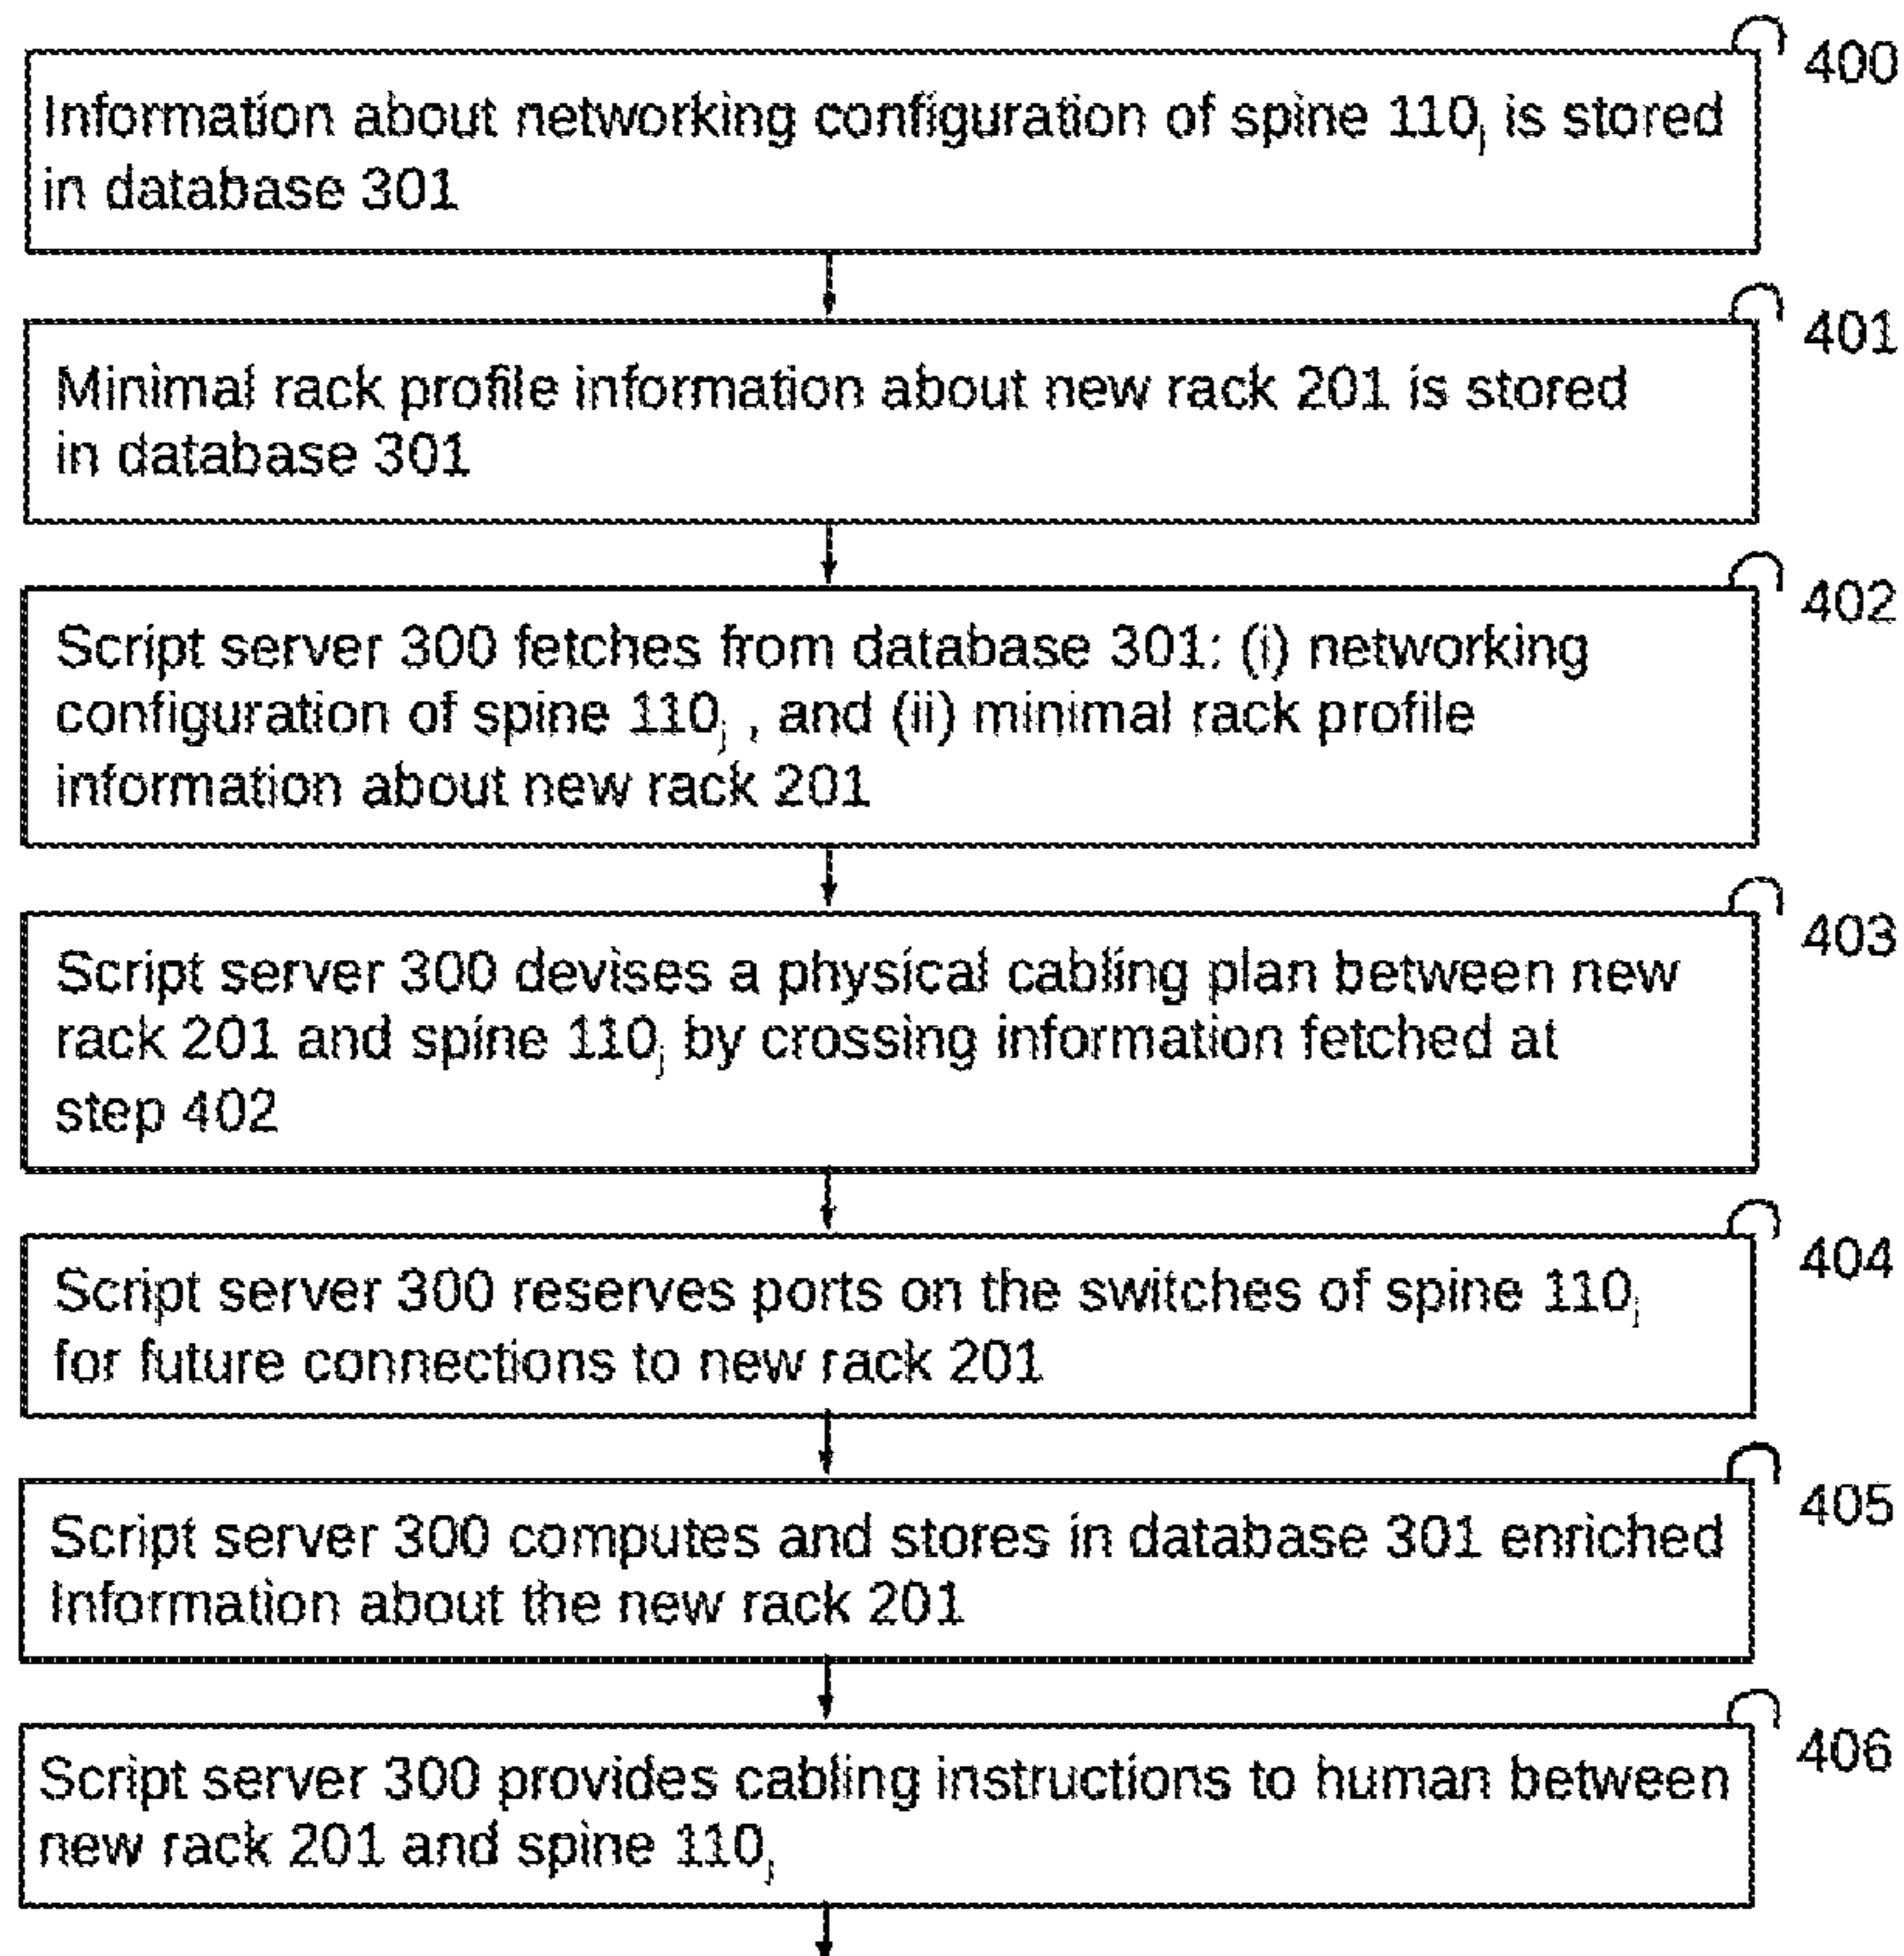 400
Information about networking configuration of spine 110j is stored
in database 301
401
Minimal rack profile information about new rack 201 is stored
in database 301
402
Script server 300 fetches from database 301: (i) networking
configuration of spine 110j , and (ii) minimal rack profile
information about new rack 201
403
Script server 300 devises a physical cabling plan between new
rack 201 and spine 110j by crossing information fetched at
step 402
404
Script server 300 reserves ports on the switches of spine 110j
for future connections to new rack 201
405
Script server 300 computes and stores in database 301 enriched
Information about the new rack 201
406
Script server 300 provides cabling instructions to human between
new rack 201 and spine 110j